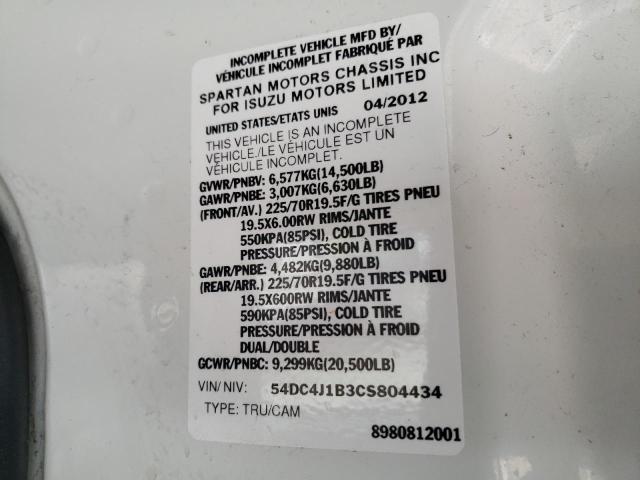 INCOMPLETE VEHICLE MFD BY/
VÉHICULE INCOMPLET FABRIQUÉ PAR
SPARTAN MOTORS CHASSIS INC
FOR ISUZU MOTORS LIMITED
UNITED STATES/ETATS UNIS 04/2012
THIS VEHICLE IS AN INCOMPLETE
VEHICLE./LE VÉHICULE EST UN
VÉHICULE INCOMPLET.
GVWR/PNBV: 6,577KG(14,500LB)
GAWR/PNBE: 3,007KG(6,630LB)
(FRONT/AV.) 225/70R19.5F/G TIRES PNEU
19.5X6.00RW RIMS/JANTE
550KPA(85PSI), COLD TIRE
PRESSURE/PRESSION À FROID
GAWR/PNBE: 4,482KG(9,880LB)
(REAR/ARR.) 225/70R19.5F/G TIRES PNEU
19.5X600RW RIMS/JANTE
590KPA(85PSI), COLD TIRE
PRESSURE/PRESSION À FROID
DUAL/DOUBLE
GCWR/PNBC: 9,299KG(20,500LB)
VIN/ NIV: 54DC4J1B3CS804434
TYPE: TRU/CAM
8980812001